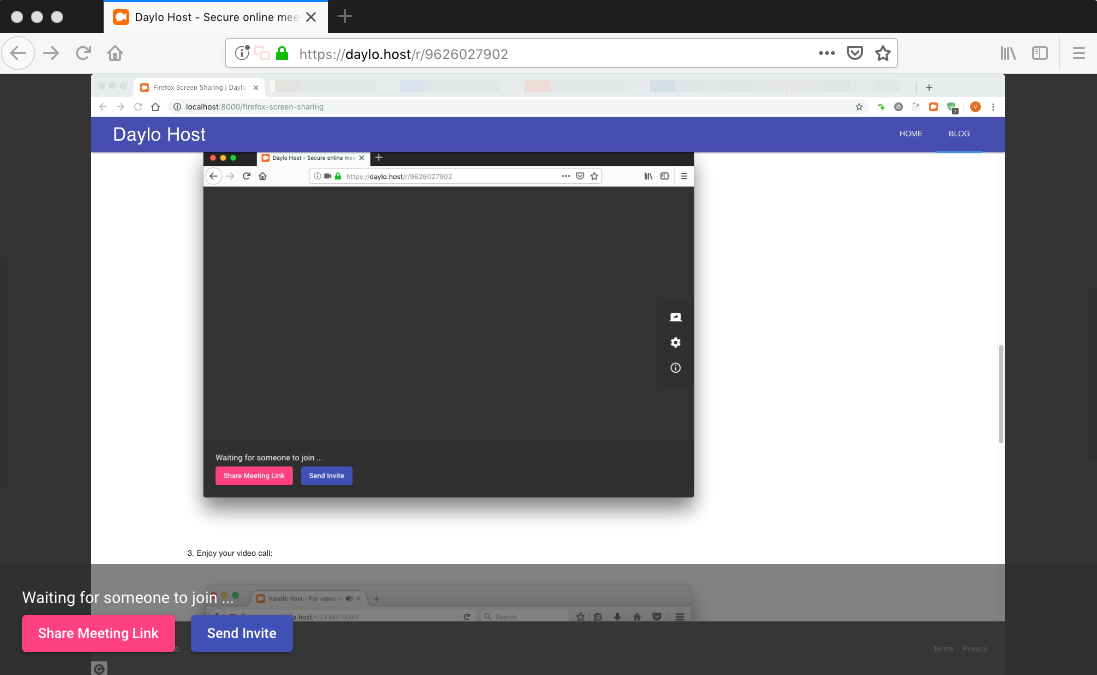 Daylo Host - Secure online mee
https://daylo.host/r/9626027902
Firefox Screen Sharing | Daylo
localhost:8000/firefox-screen-sharing
Daylo Host
HOME
BLOG
Daylo Host - Secure online mee
https://daylo.host/r/9626027902
Waiting for someone to join ...
Share Meeting Link
Send Invite
3. Enjoy your video call:
Vidello Host - For video
Search
Waiting for someone to join ...
Share Meeting Link
Send Invite
Terms
Privacy